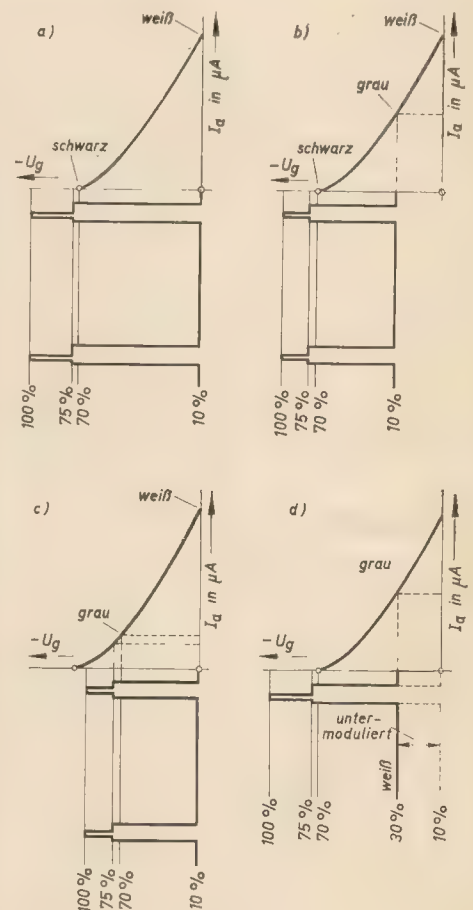 a)
weiß
I_a in µA
schwarz
-U_g
100%
75%
70%
10%
b)
weiß
grau
I_a in µA
schwarz
-U_g
100%
75%
70%
10%
c)
weiß
I_a in µA
grau
-U_g
100%
75%
70%
10%
d)
grau
I_a in µA
-U_g
unter-
moduliert
weiß
100%
75%
70%
30%
10%